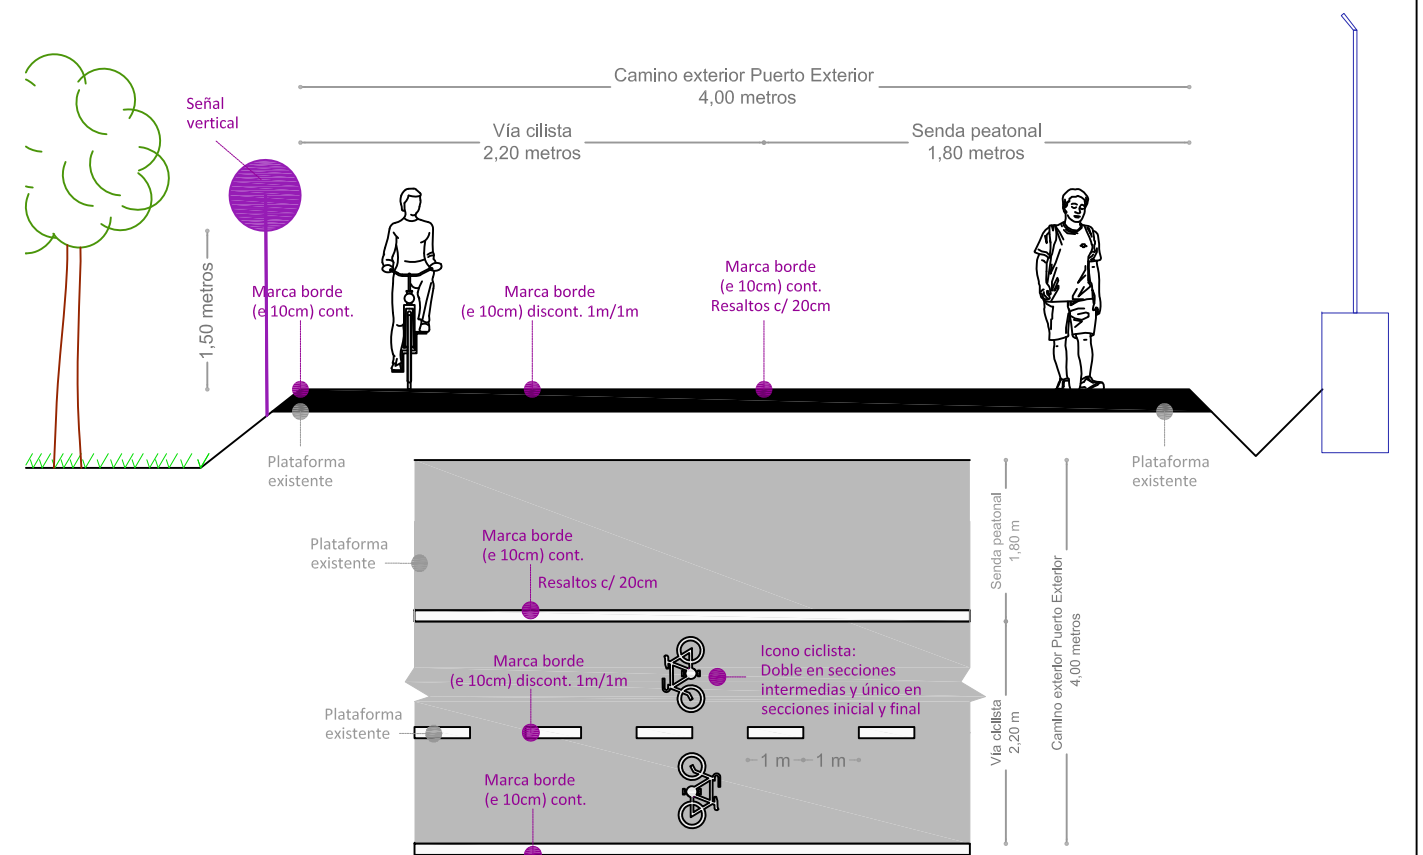 Camino exterior Puerto Exterior
4,00 metros
Señal
vertical
Vía cilista
2,20 metros
Senda peatonal
1,80 metros
1,50 metros
Marca borde
(e 10cm) cont.
Marca borde
(e 10cm) discont. 1m/1m
Marca borde
(e 10cm) cont.
Resaltos c/ 20cm
Plataforma
existente
Plataforma
existente
Plataforma
existente
Marca borde
(e 10cm) cont.
Resaltos c/ 20cm
Senda peatonal
1,80 m
Marca borde
(e 10cm) discont. 1m/1m
Icono ciclista:
Doble en secciones
intermedias y único en
secciones inicial y final
Plataforma
existente
1 m
1 m
Vía ciclista
2,20 m
Camino exterior Puerto Exterior
4,00 metros
Marca borde
(e 10cm) cont.